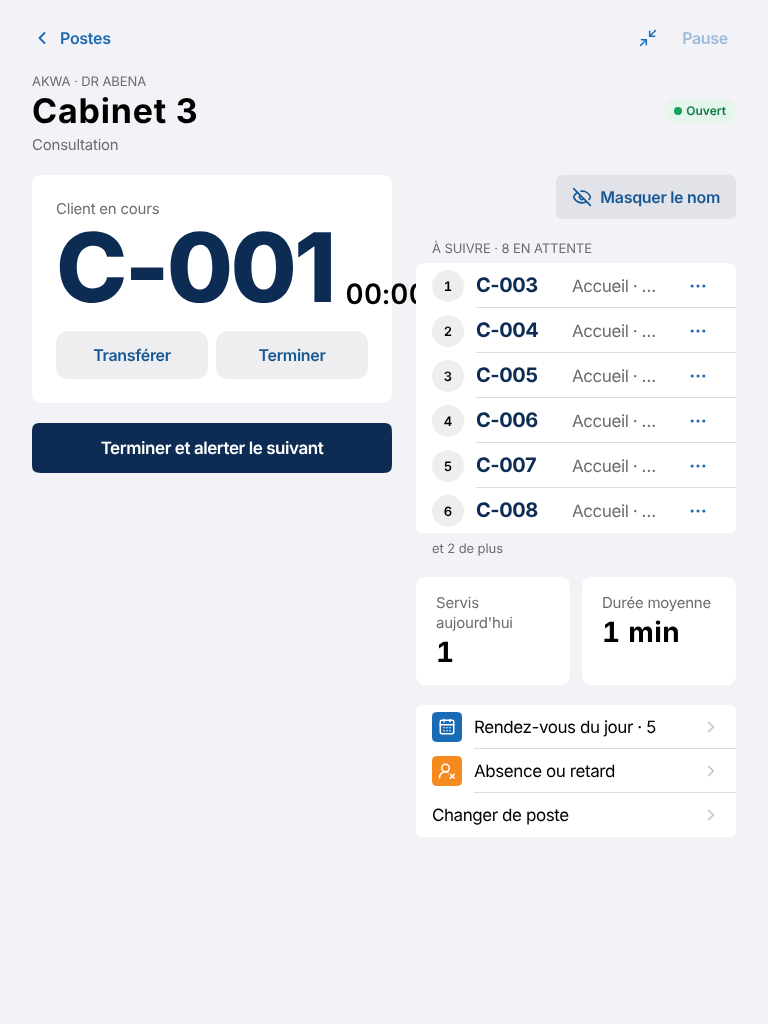 Postes
Pause
AKWA · DR ABENA
Cabinet 3
Ouvert
Consultation
Client en cours
C-001 00:00
Transférer
Terminer
Terminer et alerter le suivant
Masquer le nom
À SUIVRE · 8 EN ATTENTE
1 C-003 Accueil · ...
2 C-004 Accueil · ...
3 C-005 Accueil · ...
4 C-006 Accueil · ...
5 C-007 Accueil · ...
6 C-008 Accueil · ...
et 2 de plus
Servis
aujourd'hui
1
Durée moyenne
1 min
Rendez-vous du jour · 5
Absence ou retard
Changer de poste